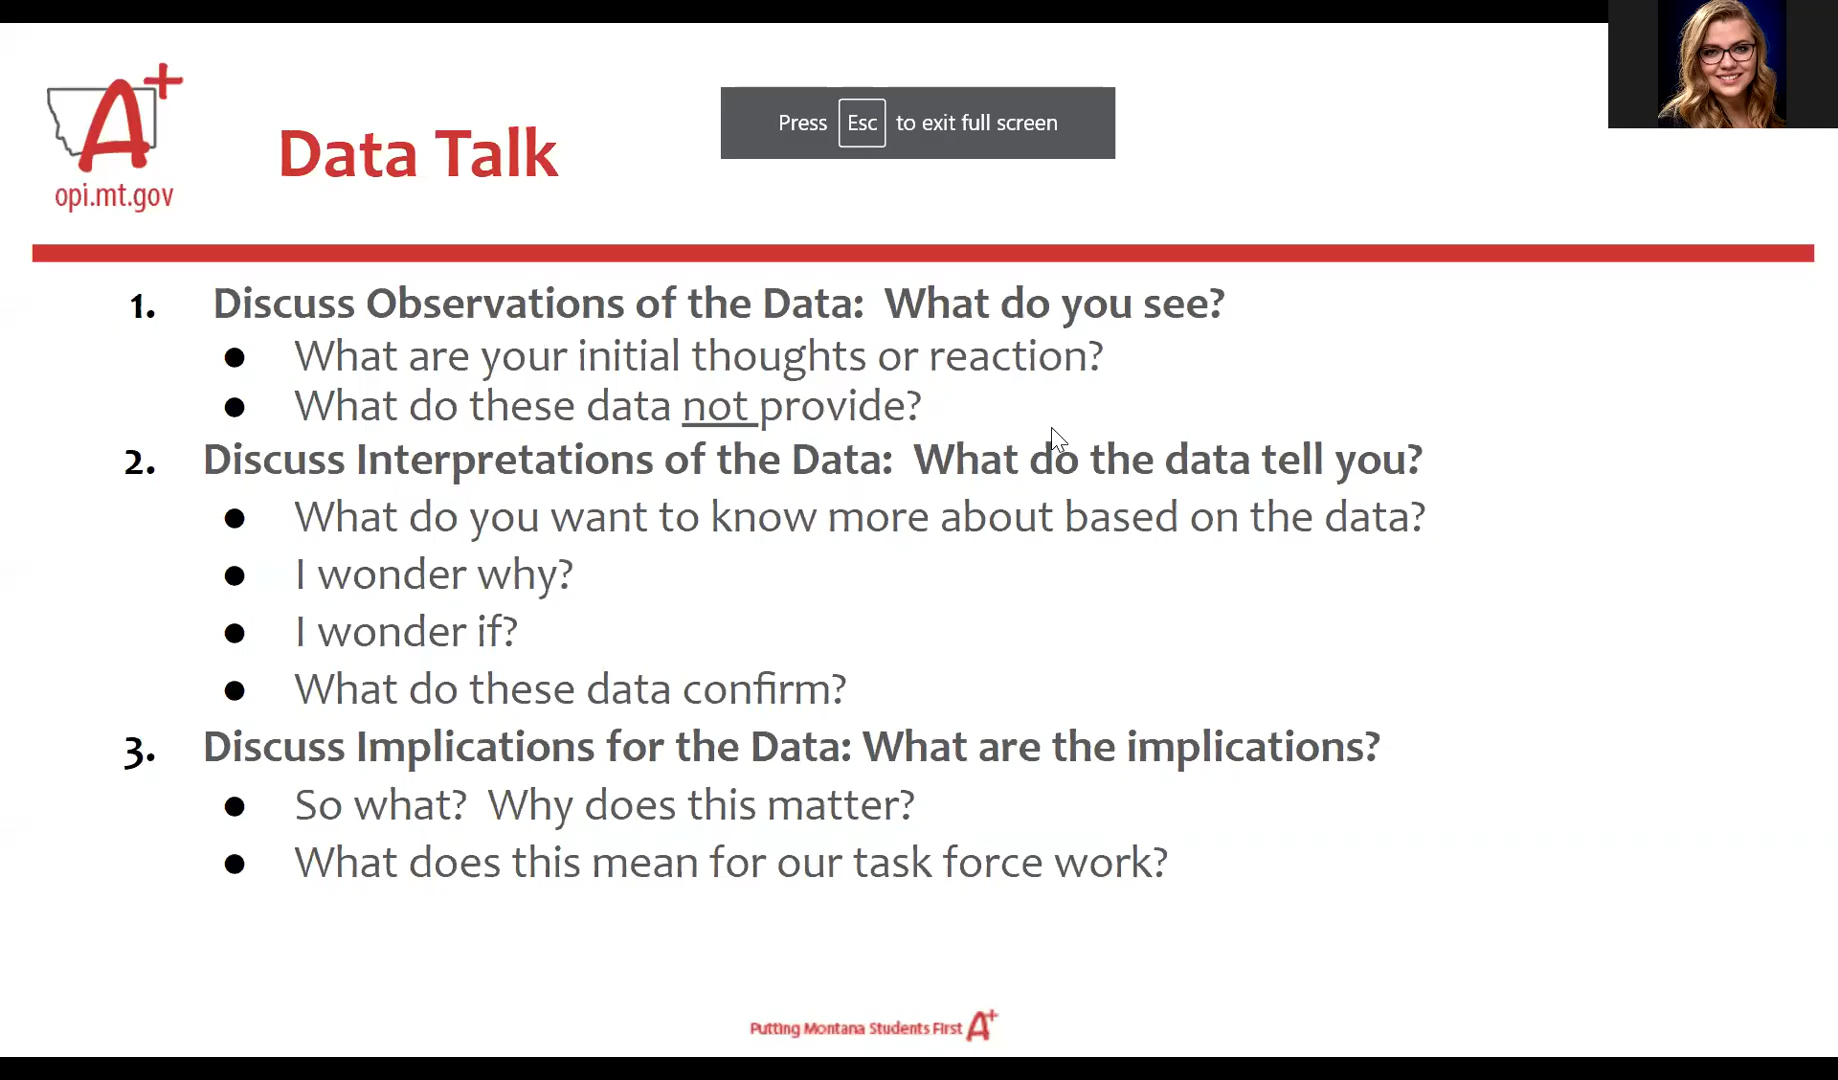 A+
opi.mt.gov
Data Talk
Press Esc to exit full screen
1. Discuss Observations of the Data:  What do you see?
● What are your initial thoughts or reaction?
● What do these data not provide?
2. Discuss Interpretations of the Data:  What do the data tell you?
● What do you want to know more about based on the data?
● I wonder why?
● I wonder if?
● What do these data confirm?
3. Discuss Implications for the Data: What are the implications?
● So what?  Why does this matter?
● What does this mean for our task force work?
Putting Montana Students First A+